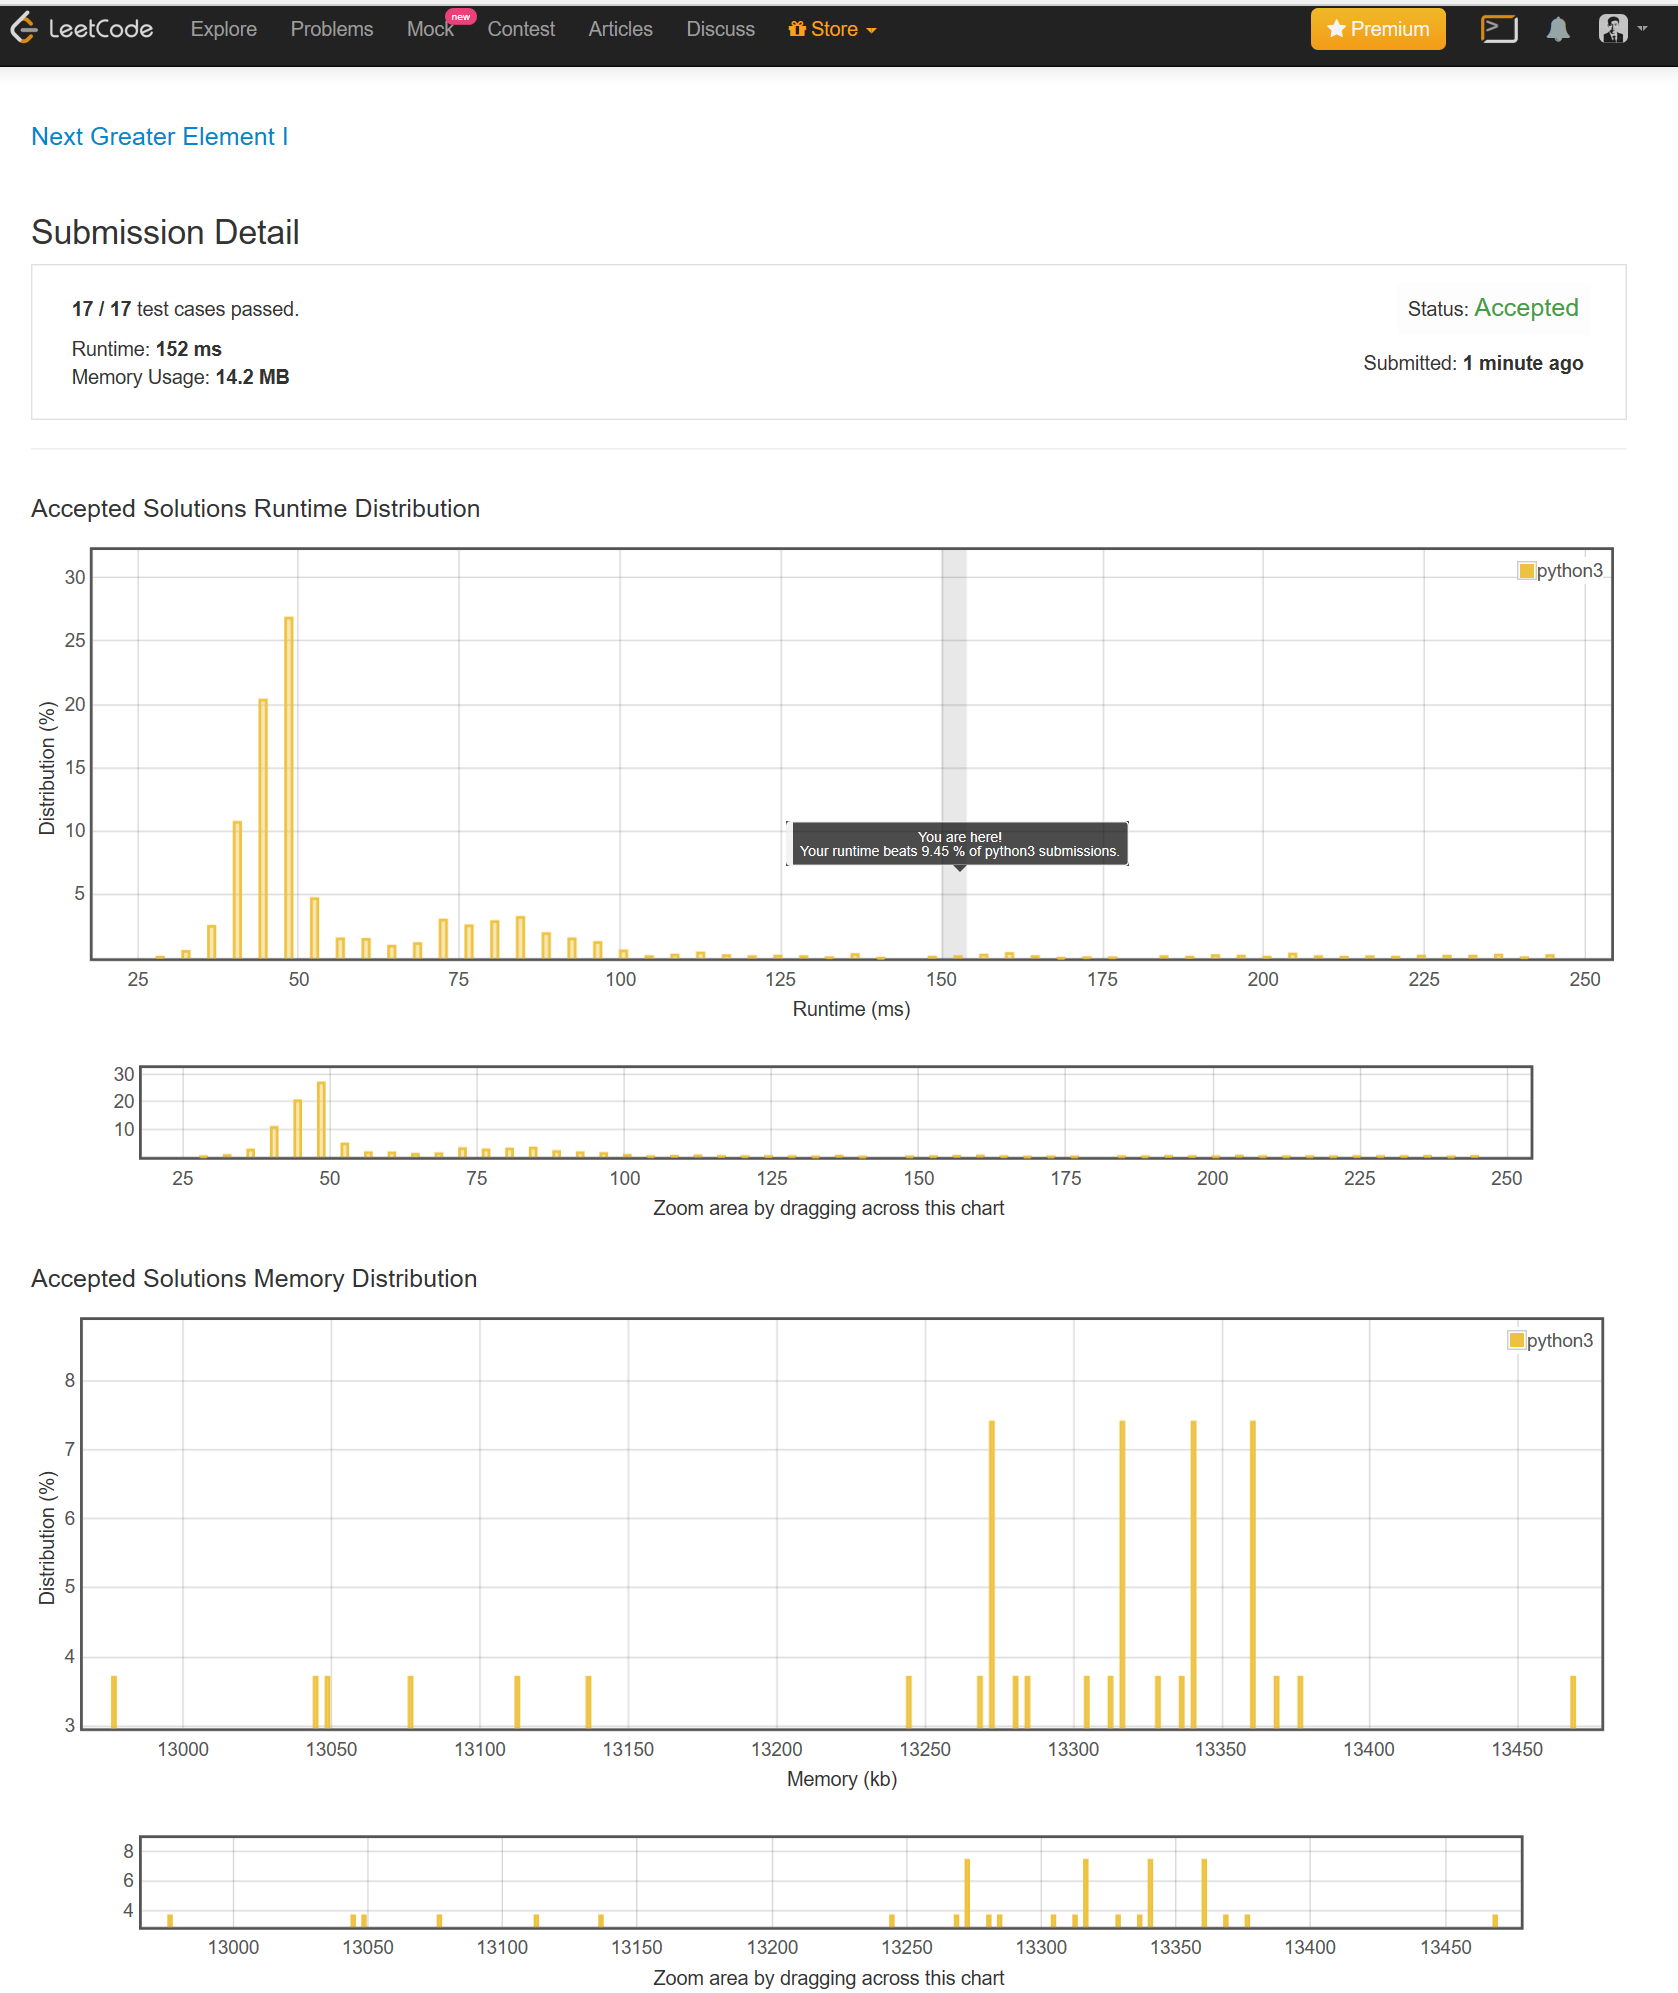 LeetCode Explore Problems Mock new Contest Articles Discuss Store Premium
Next Greater Element I
Submission Detail
17 / 17 test cases passed.
Status: Accepted
Runtime: 152 ms
Submitted: 1 minute ago
Memory Usage: 14.2 MB
Accepted Solutions Runtime Distribution
python3
30
25
20
15
10
5
Distribution (%)
You are here!
Your runtime beats 9.45 % of python3 submissions.
25 50 75 100 125 150 175 200 225 250
Runtime (ms)
30
20
10
25 50 75 100 125 150 175 200 225 250
Zoom area by dragging across this chart
Accepted Solutions Memory Distribution
python3
8
7
6
5
4
3
Distribution (%)
13000 13050 13100 13150 13200 13250 13300 13350 13400 13450
Memory (kb)
8
6
4
13000 13050 13100 13150 13200 13250 13300 13350 13400 13450
Zoom area by dragging across this chart